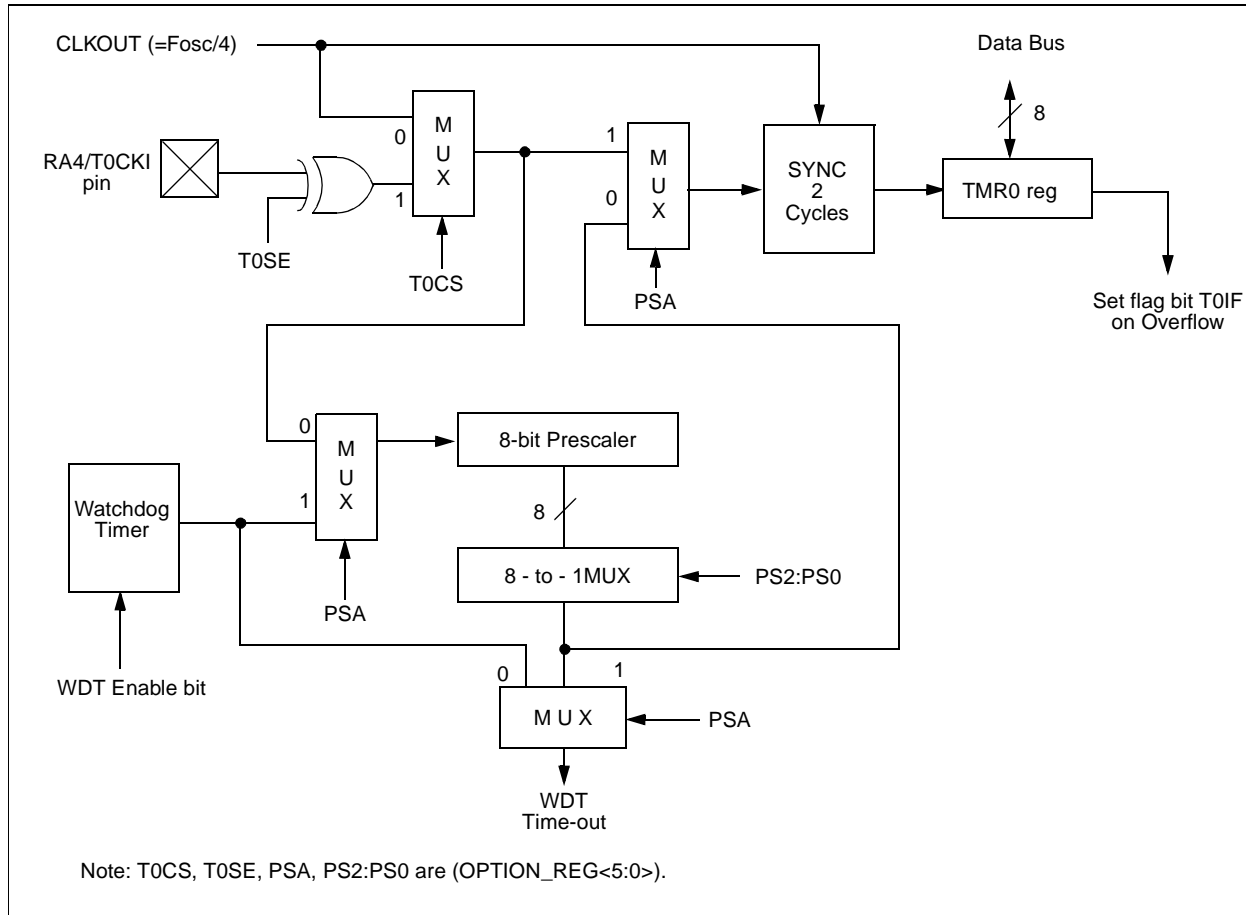 CLKOUT (=Fosc/4)
Data Bus
8
M
U
X
0
1
RA4/T0CKI
pin
T0SE
T0CS
1
0
M
U
X
PSA
SYNC
2
Cycles
TMR0 reg
Set flag bit T0IF
on Overflow
0
1
M
U
X
PSA
8-bit Prescaler
8
Watchdog
Timer
WDT Enable bit
8 - to - 1MUX
PS2:PS0
0
1
M U X
PSA
WDT
Time-out
Note: T0CS, T0SE, PSA, PS2:PS0 are (OPTION_REG<5:0>).